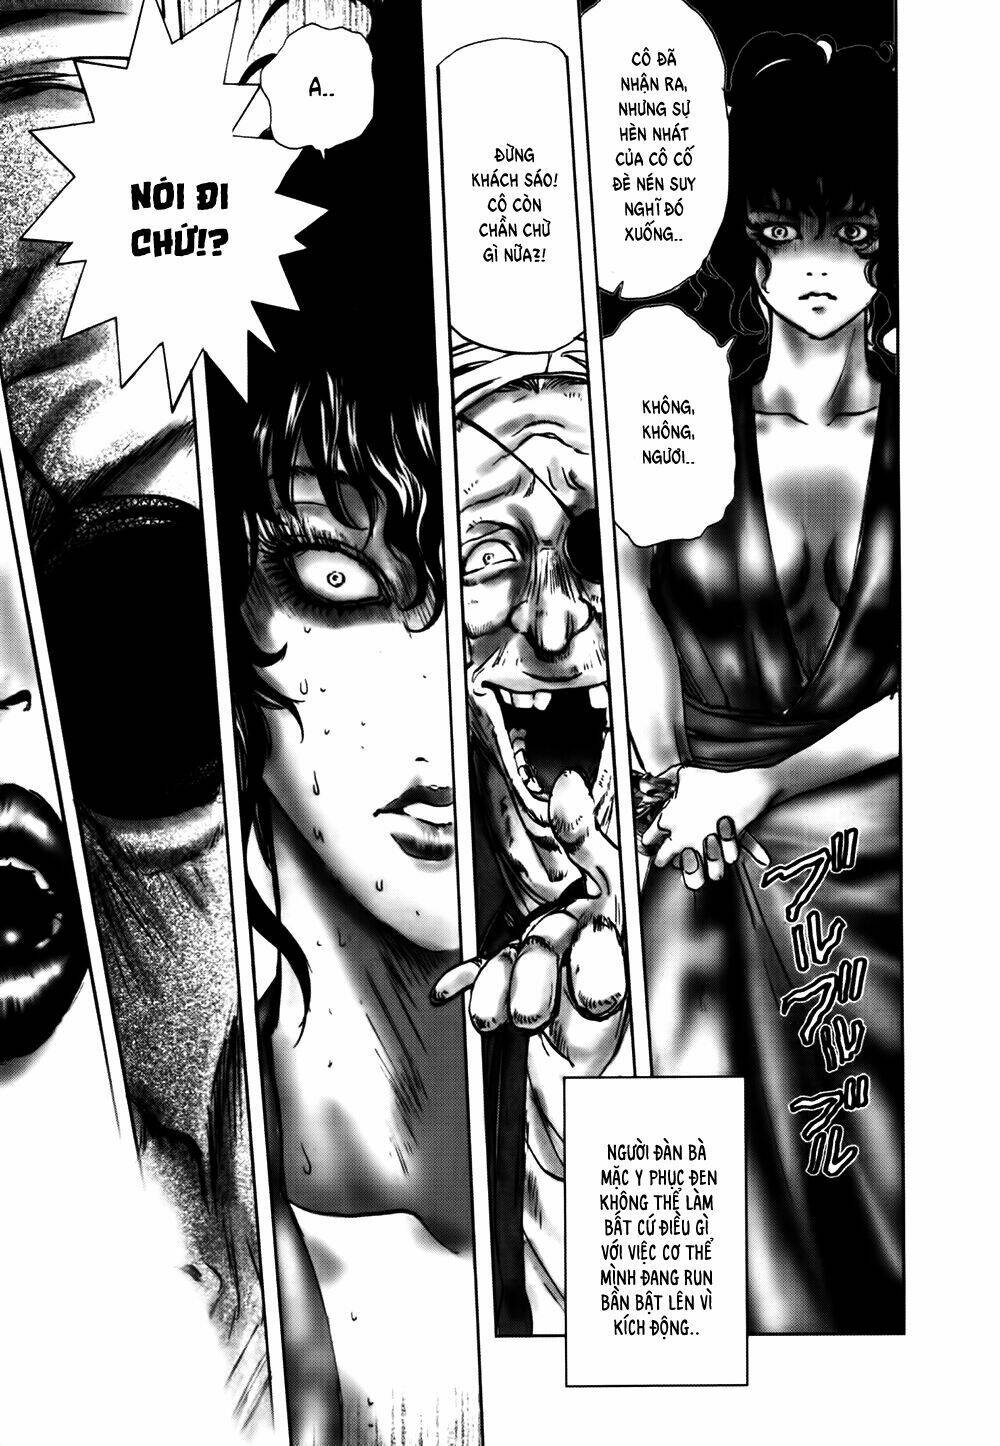 CÔ ĐÃ
NHẬN RA,
NHƯNG SỰ
HÈN NHÁT
CỦA CÔ CỐ
ĐÈ NÉN SUY
NGHĨ ĐÓ
XUỐNG..
KHÔNG,
KHÔNG,
NGƯƠI..
ブルブルブル
NGƯỜI ĐÀN BÀ
MẶC Y PHỤC ĐEN
KHÔNG THỂ LÀM
BẤT CỨ ĐIỀU GÌ
VỚI VIỆC CƠ THỂ
MÌNH ĐANG RUN
BẦN BẬT LÊN VÌ
KÍCH ĐỘNG..
ĐỪNG
KHÁCH SÁO!
CÔ CÒN
CHẦN CHỪ
GÌ NỮA?!
A..
NÓI ĐI
CHỨ!?